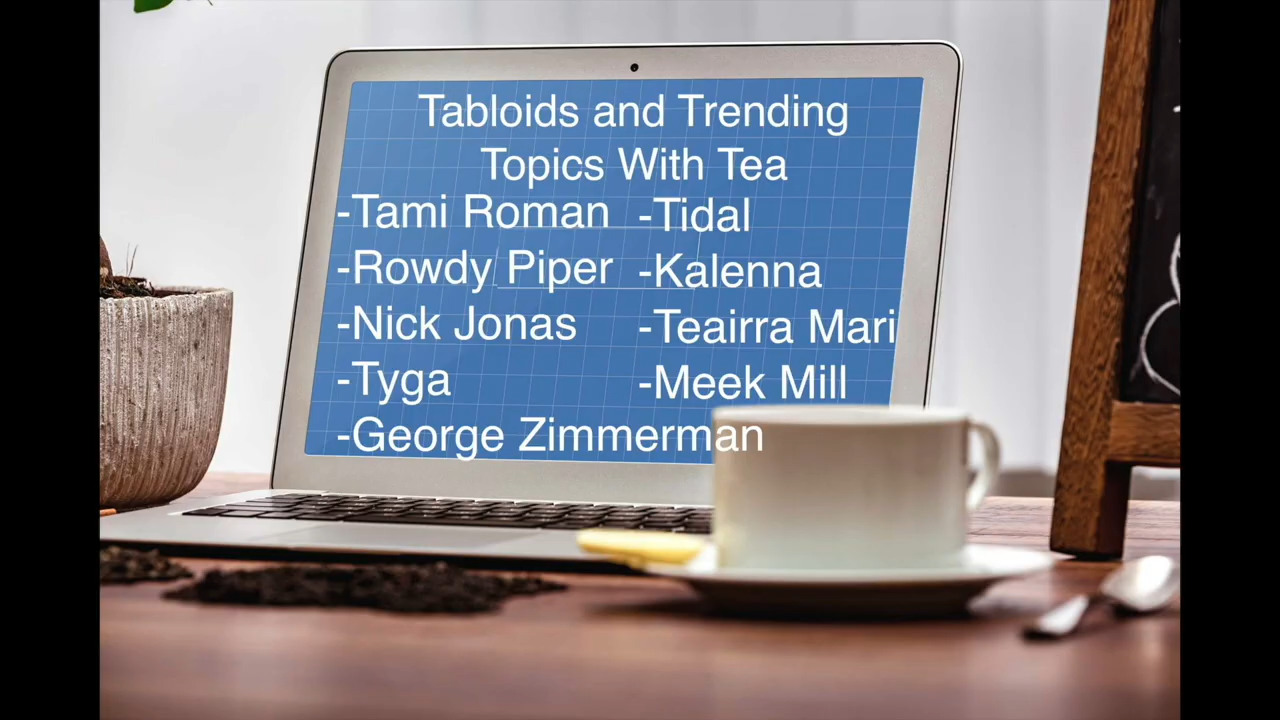 Tabloids and Trending
Topics With Tea
-Tami Roman
-Rowdy Piper
-Nick Jonas
-Tyga
-George Zimmerman
-Tidal
-Kalenna
-Teairra Mari
-Meek Mill